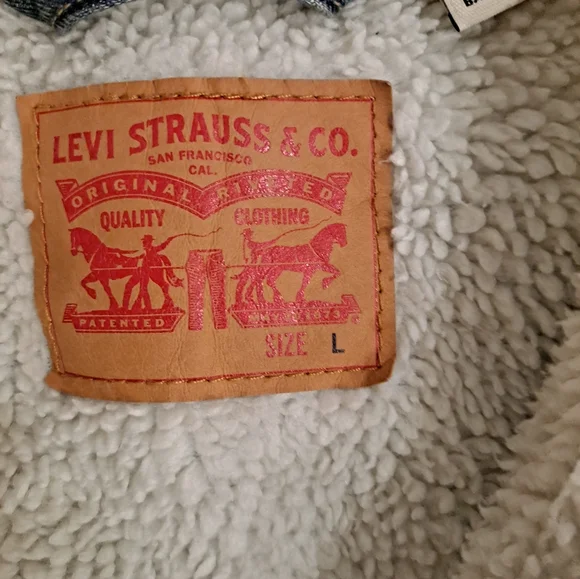 LEVI STRAUSS & CO.
SAN FRANCISCO
CAL.
ORIGINAL RIVETED
QUALITY CLOTHING
PATENTED
SIZE L